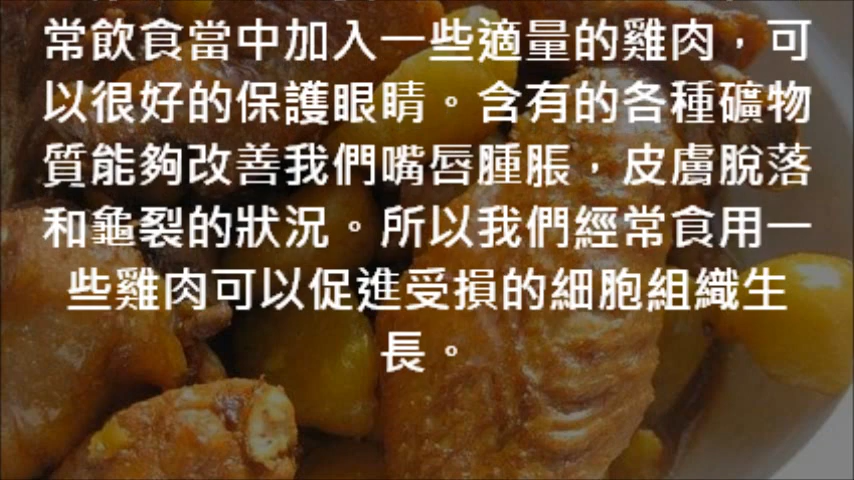 常飲食當中加入一些適量的雞肉，可
以很好的保護眼睛。含有的各種礦物
質能夠改善我們嘴唇腫脹，皮膚脫落
和龜裂的狀況。所以我們經常食用一
些雞肉可以促進受損的細胞組織生
長。